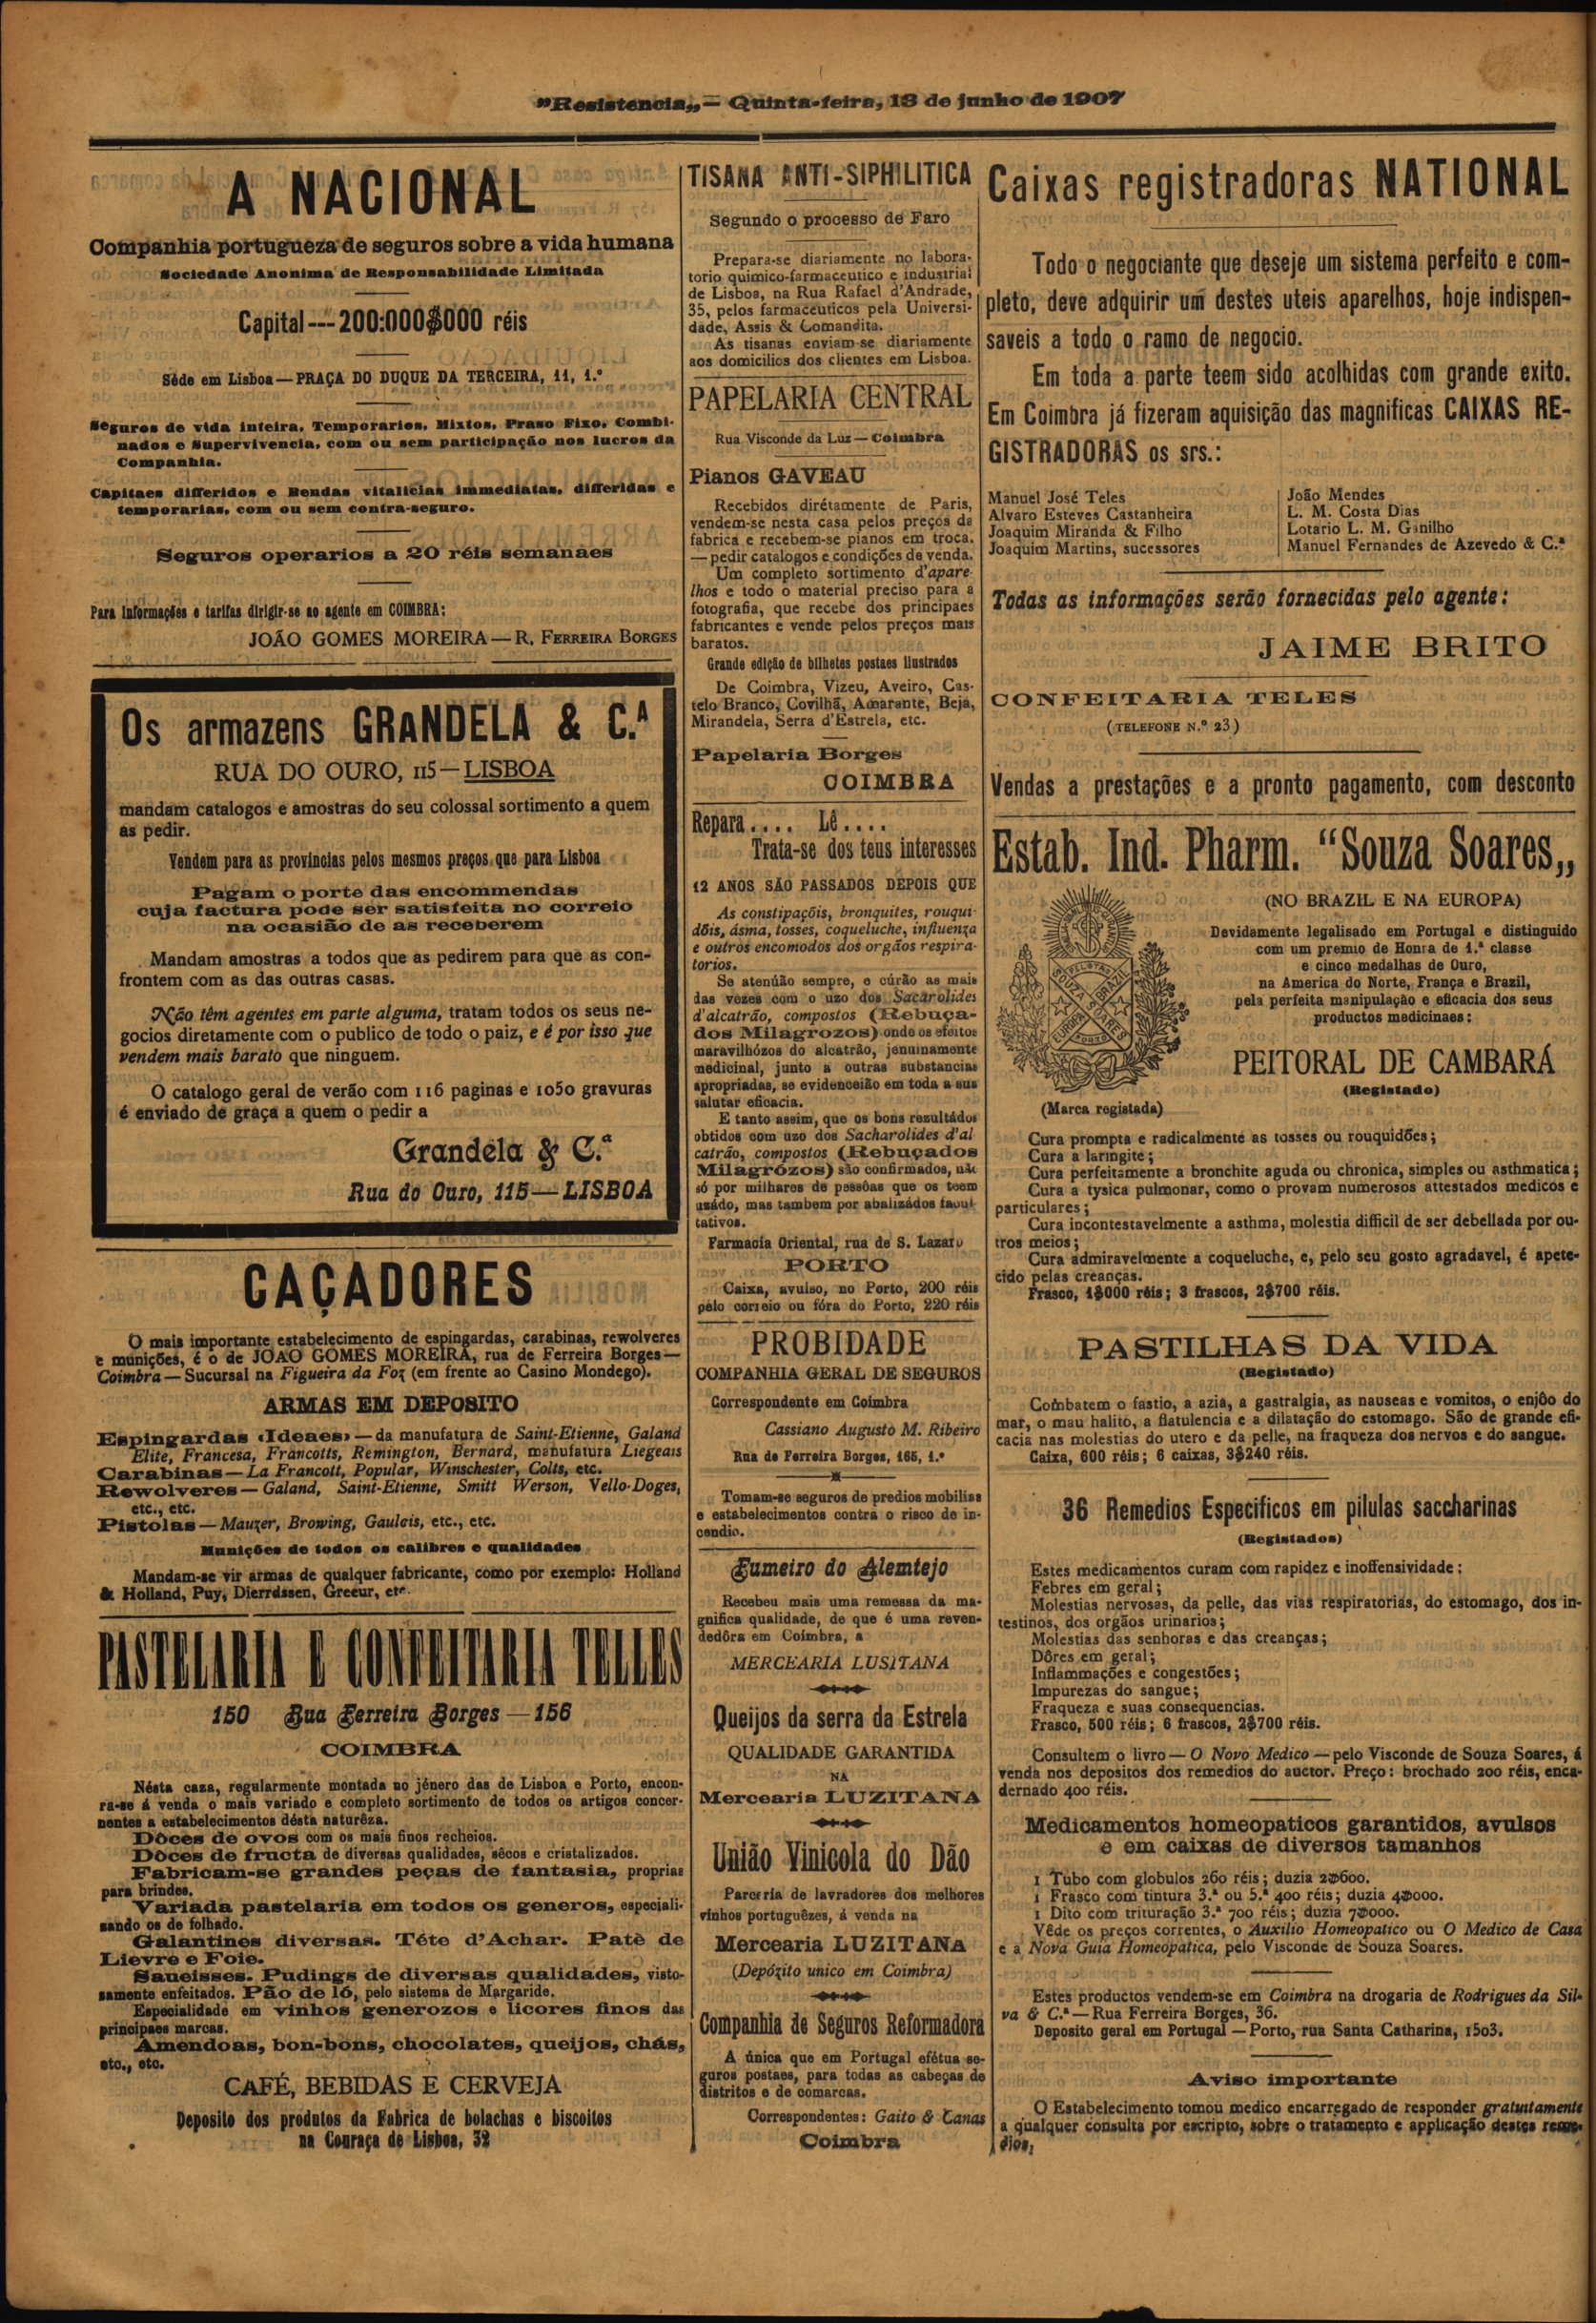 "Resistencia„ — Quinta-feira, 13 de junho de 1907
A NACIONAL
Companhia portugueza de seguros sobre a vida humana
Sociedade Anonima de Responsabilidade Limitada
Capital --- 200:000$000 réis
Séde em Lisboa — PRAÇA DO DUQUE DA TERCEIRA, 11, 1.º
Seguros de vida inteira, Temporarios, Mixtos, Praso Fixo, Combi-
nados e Supervivencia, com ou sem participação nos lucros da
Companhia.
Capitaes differidos e Rendas vitalicias immediatas, differidas e
temporarias, com ou sem contra-seguro.
Seguros operarios a 20 réis semanaes
Para informações e tarifas dirigir-se ao agente em COIMBRA:
JOÃO GOMES MOREIRA — R. FERREIRA BORGES
Os armazens GRANDELA & C.ª
RUA DO OURO, 115 — LISBOA
mandam catalogos e amostras do seu colossal sortimento a quem
as pedir.
Vendem para as provincias pelos mesmos preços que para Lisboa
Pagam o porte das encommendas
cuja factura pode ser satisfeita no correio
na ocasião de as receberem
Mandam amostras a todos que as pedirem para que as con-
frontem com as das outras casas.
Não têm agentes em parte alguma, tratam todos os seus ne-
gocios diretamente com o publico de todo o paiz, e é por isso que
vendem mais barato que ninguem.
O catalogo geral de verão com 116 paginas e 1050 gravuras
é enviado de graça a quem o pedir a
Grandela & C.ª
Rua do Ouro, 115 — LISBOA
CAÇADORES
O mais importante estabelecimento de espingardas, carabinas, rewolveres
e munições, é o de JOÃO GOMES MOREIRA, rua de Ferreira Borges —
Coimbra — Sucursal na Figueira da Foz (em frente ao Casino Mondego).
ARMAS EM DEPOSITO
Espingardas «Ideaes» — da manufatura de Saint-Etienne, Galand
Elite, Francesa, Francotts, Remington, Bernard, manufatura Liegeais
Carabinas — La Francott, Popular, Winschester, Colts, etc.
Rewolveres — Galand, Saint-Etienne, Smitt Werson, Vello-Doges,
etc., etc.
Pistolas — Mauzer, Browing, Gauleis, etc., etc.
Munições de todos os calibres e qualidades
Mandam-se vir armas de qualquer fabricante, como por exemplo: Holland
& Holland, Puy, Dierrdssen, Greeur, etc.
PASTELARIA E CONFEITARIA TELLES
150 Rua Ferreira Borges — 156
COIMBRA
Nésta caza, regularmente montada no jénero das de Lisboa e Porto, encon-
ra-se á venda o mais variado e completo sortimento de todos os artigos concer-
nentes a estabelecimentos désta naturêza.
Dôces de ovos com os mais finos recheios.
Dôces de fructa de diversas qualidades, sêcos e cristalizados.
Fabricam-se grandes peças de fantasia, proprias
para brindes.
Variada pastelaria em todos os generos, especiali-
sando os de folhado.
Galantines diversas. Téte d'Achar. Patè de
Lievre e Foie.
Saucisses. Pudings de diversas qualidades, visto-
samente enfeitados. Pão de ló, pelo sistema de Margaride.
Especialidade em vinhos generozos e licores finos das
principaes marcas.
Amendoas, bon-bons, chocolates, queijos, chás,
etc., etc.
CAFÉ, BEBIDAS E CERVEJA
Deposito dos produtos da Fabrica de bolachas e biscoitos
na Couraça de Lisboa, 32
TISANA ANTI-SIPHILITICA
Segundo o processo de Faro
Prepara-se diariamente no labora-
torio quimico-farmaceutico e industrial
de Lisboa, na Rua Rafael d'Andrade,
35, pelos farmaceuticos pela Universi-
dade, Assis & Comandita.
As tisanas enviam-se diariamente
aos domicilios dos clientes em Lisboa.
PAPELARIA CENTRAL
Rua Visconde da Luz — Coimbra
Pianos GAVEAU
Recebidos dirétamente de Paris,
vendem-se nesta casa pelos preços da
fabrica e recebem-se pianos em troca.
— pedir catalogos e condições de venda.
Um completo sortimento d'apare-
lhos e todo o material preciso para a
fotografia, que recebe dos principaes
fabricantes e vende pelos preços mais
baratos.
Grande edição de bilhetes postaes ilustrados
De Coimbra, Vizeu, Aveiro, Cas-
telo Branco, Covilhã, Amarante, Beja,
Mirandela, Serra d'Estrela, etc.
Papelaria Borges
COIMBRA
Repara.... Lê....
Trata-se dos teus interesses
12 ANOS SÃO PASSADOS DEPOIS QUE
As constipaçõis, bronquites, rouqui-
dõis, ásma, tosses, coqueluche, influenza
e outros encomodos dos orgãos respira-
torios.
Se atenúão sempre, e cúrão as mais
das vezes com o uzo dos Sacarolides
d'alcatrão, compostos (Rebuça-
dos Milagrozos) onde os efeitos
maravilhózos do alcatrão, jenuinamente
medicinal, junto a outras substancias
apropriadas, se evidenceião em toda a sua
salutar eficacia.
E tanto assim, que os bons rezultádos
obtidos com uzo dos Sacharolides d'al
catrão, compostos (Rebuçados
Milagrózos) são confirmados, não
só por milhares de pessôas que os teem
uzádo, mas tambem por abalizádos facul
tativos.
Farmacia Oriental, rua de S. Lazaro
PORTO
Caixa, avulso, no Porto, 200 réis
pelo correio ou fóra do Porto, 220 réis
PROBIDADE
COMPANHIA GERAL DE SEGUROS
Correspondente em Coimbra
Cassiano Augusto M. Ribeiro
Rua de Ferreira Borges, 165, 1.º
Tomam-se seguros de predios mobilias
e estabelecimentos contra o risco de in-
cendio.
Fumeiro do Alemtejo
Recebeu mais uma remessa da ma-
gnifica qualidade, de que é uma reven-
dedôra em Coimbra, a
MERCEARIA LUSITANA
Queijos da serra da Estrela
QUALIDADE GARANTIDA
NA
Mercearia LUZITANA
União Vinicola do Dão
Parceria de lavradores dos melhores
vinhos portuguêzes, á venda na
Mercearia LUZITANA
(Depózito unico em Coimbra)
Companhia de Seguros Reformadora
A única que em Portugal efétua se-
guros postaes, para todas as cabeças de
distritos e de comarcas.
Correspondentes: Gaito & Canas
Coimbra
Caixas registradoras NATIONAL
Todo o negociante que deseje um sistema perfeito e com-
pleto, deve adquirir um destes uteis aparelhos, hoje indispen-
saveis a todo o ramo de negocio.
Em toda a parte teem sido acolhidas com grande exito.
Em Coimbra já fizeram aquisição das magnificas CAIXAS RE-
GISTRADORAS os srs.:
Manuel José Teles
Alvaro Esteves Castanheira
Joaquim Miranda & Filho
Joaquim Martins, sucessores
João Mendes
L. M. Costa Dias
Lotario L. M. Ganilho
Manuel Fernandes de Azevedo & C.ª
Todas as informações serão fornecidas pelo agente:
JAIME BRITO
CONFEITARIA TELES
(TELEFONE N.º 23)
Vendas a prestações e a pronto pagamento, com desconto
Estab. Ind. Pharm. "Souza Soares„
(NO BRAZIL E NA EUROPA)
Devidamente legalisado em Portugal e distinguido
com um premio de Honra de 1.ª classe
e cinco medalhas de Ouro,
na America do Norte, França e Brazil,
pela perfeita manipulação e eficacia dos seus
productos medicinaes:
PEITORAL DE CAMBARÁ
(Registado)
(Marca registada)
Cura prompta e radicalmente as tosses ou rouquidões;
Cura a laringite;
Cura perfeitamente a bronchite aguda ou chronica, simples ou asthmatica;
Cura a tysica pulmonar, como o provam numerosos attestados medicos e
particulares;
Cura incontestavelmente a asthma, molestia difficil de ser debellada por ou-
tros meios;
Cura admiravelmente a coqueluche, e, pelo seu gosto agradavel, é apete-
cido pelas creanças.
Frasco, 1$000 réis; 3 frascos, 2$700 réis.
PASTILHAS DA VIDA
(Registado)
Combatem o fastio, a azia, a gastralgia, as nauseas e vomitos, o enjôo do
mar, o mau halito, a flatulencia e a dilatação do estomago. São de grande efi-
cacia nas molestias do utero e da pelle, na fraqueza dos nervos e do sangue.
Caixa, 600 réis; 6 caixas, 3$240 réis.
36 Remedios Especificos em pilulas saccharinas
(Registados)
Estes medicamentos curam com rapidez e inoffensividade:
Febres em geral;
Molestias nervosas, da pelle, das vias respiratorias, do estomago, dos in-
testinos, dos orgãos urinarios;
Molestias das senhoras e das creanças;
Dôres em geral;
Inflammações e congestões;
Impurezas do sangue;
Fraqueza e suas consequencias.
Frasco, 500 réis; 6 frascos, 2$700 réis.
Consultem o livro — O Novo Medico — pelo Visconde de Souza Soares, á
venda nos depositos dos remedios do auctor. Preço: brochado 200 réis, enca-
dernado 400 réis.
Medicamentos homeopaticos garantidos, avulsos
e em caixas de diversos tamanhos
1 Tubo com globulos 260 réis; duzia 2$600.
1 Frasco com tintura 3.ª ou 5.ª 400 réis; duzia 4$000.
1 Dito com trituração 3.ª 700 réis; duzia 7$000.
Vêde os preços correntes, o Auxilio Homeopatico ou O Medico de Casa
e a Nova Guia Homeopatica, pelo Visconde de Souza Soares.
Estes productos vendem-se em Coimbra na drogaria de Rodrigues da Sil-
va & C.ª — Rua Ferreira Borges, 36.
Deposito geral em Portugal — Porto, rua Santa Catharina, 1503.
Aviso importante
O Estabelecimento tomou medico encarregado de responder gratuitamente
a qualquer consulta por escripto, sobre o tratamento e applicação destes reme-
dios,